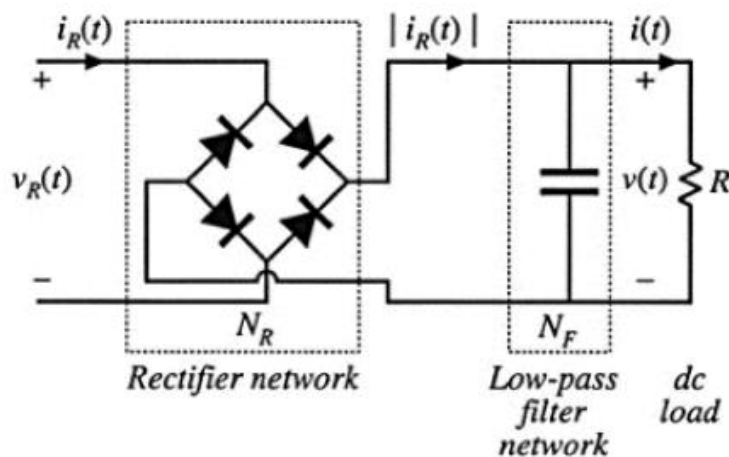 i_R(t)
| i_R(t) |
i(t)
+
+
v_R(t)
v(t)
R
−
−
N_R
N_F
Rectifier network
Low-pass
filter
network
dc
load